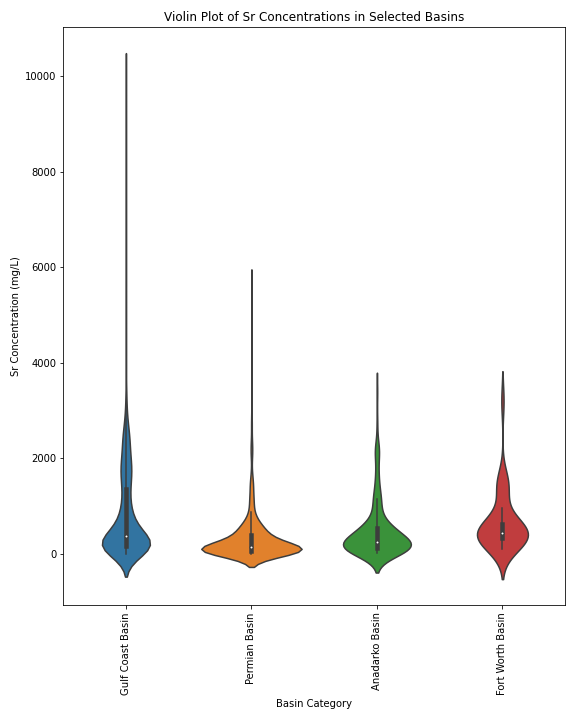 Violin Plot of Sr Concentrations in Selected Basins
10000
8000
6000
4000
2000
0
Sr Concentration (mg/L)
Gulf Coast Basin
Permian Basin
Anadarko Basin
Fort Worth Basin
Basin Category